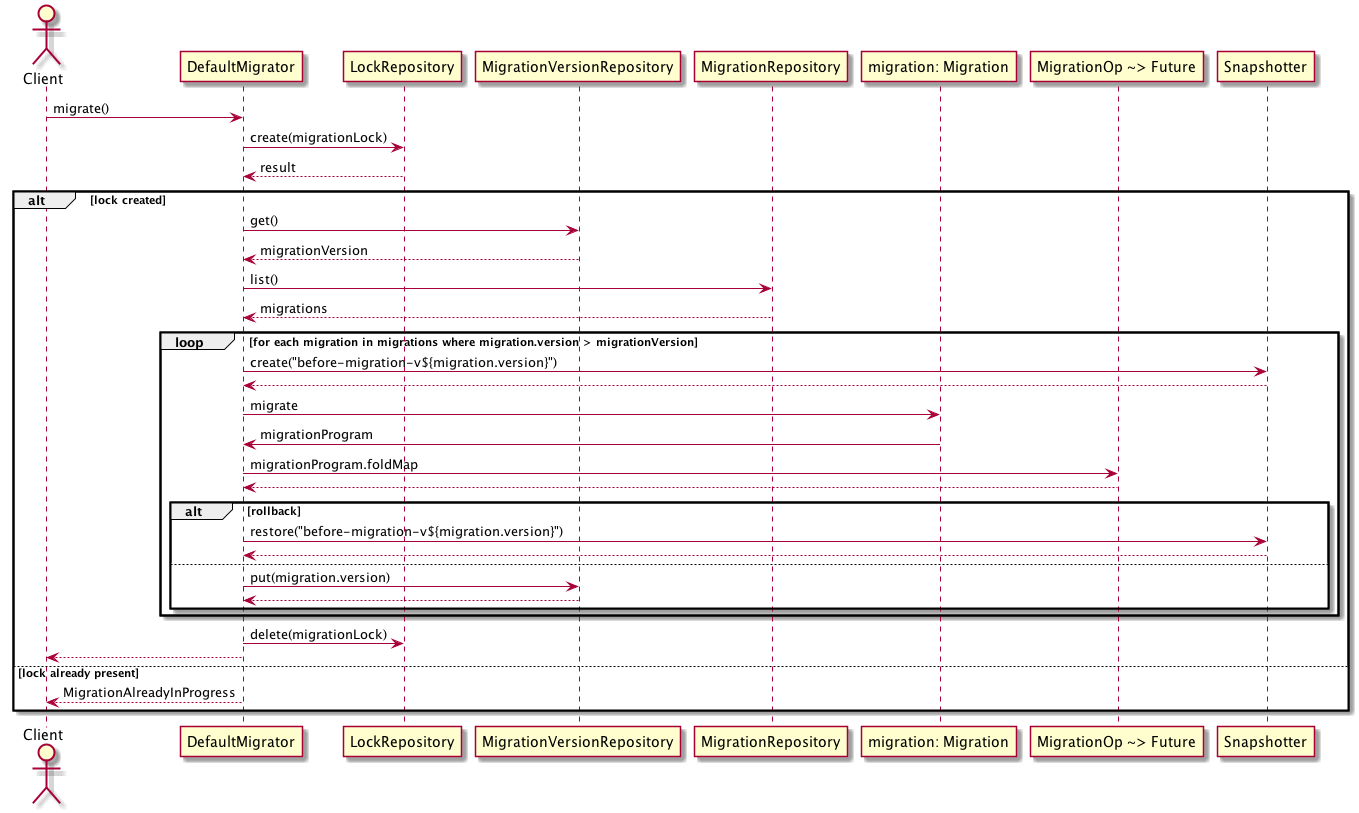 Client
DefaultMigrator
LockRepository
MigrationVersionRepository
MigrationRepository
migration: Migration
MigrationOp ~> Future
Snapshotter
migrate()
create(migrationLock)
result
alt
[lock created]
get()
migrationVersion
list()
migrations
loop
[for each migration in migrations where migration.version > migrationVersion]
create("before-migration-v${migration.version}")
migrate
migrationProgram
migrationProgram.foldMap
alt
[rollback]
restore("before-migration-v${migration.version}")
put(migration.version)
delete(migrationLock)
[lock already present]
MigrationAlreadyInProgress
Client
DefaultMigrator
LockRepository
MigrationVersionRepository
MigrationRepository
migration: Migration
MigrationOp ~> Future
Snapshotter